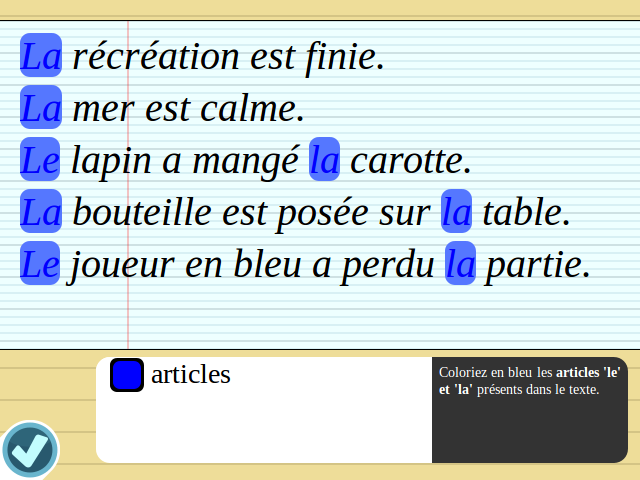 La récréation est finie.
La mer est calme.
Le lapin a mangé la carotte.
La bouteille est posée sur la table.
Le joueur en bleu a perdu la partie.
articles
Coloriez en bleu les articles 'le'
et 'la' présents dans le texte.